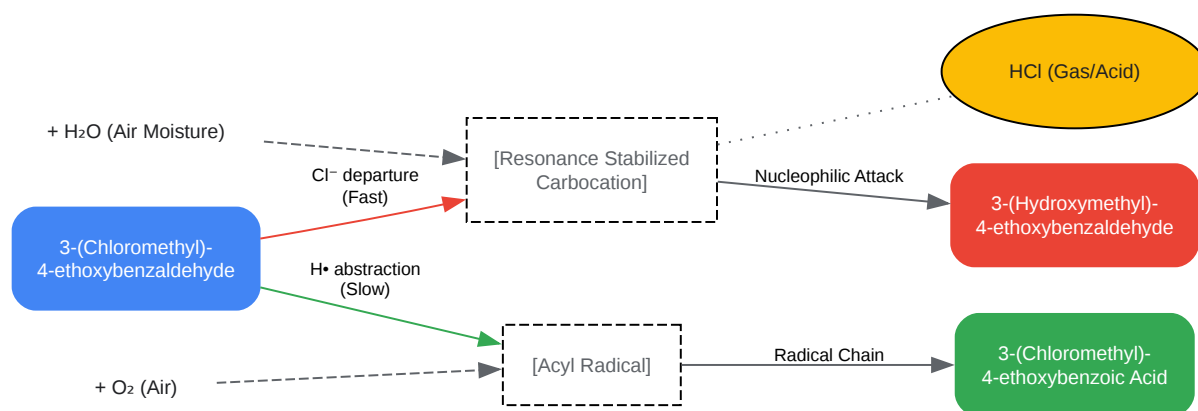 HCl (Gas/Acid)
+ H₂O (Air Moisture)
[Resonance Stabilized
Carbocation]
Cl⁻ departure
(Fast)
Nucleophilic Attack
3-(Hydroxymethyl)-
4-ethoxybenzaldehyde
3-(Chloromethyl)-
4-ethoxybenzaldehyde
H• abstraction
(Slow)
[Acyl Radical]
Radical Chain
3-(Chloromethyl)-
4-ethoxybenzoic Acid
+ O₂ (Air)